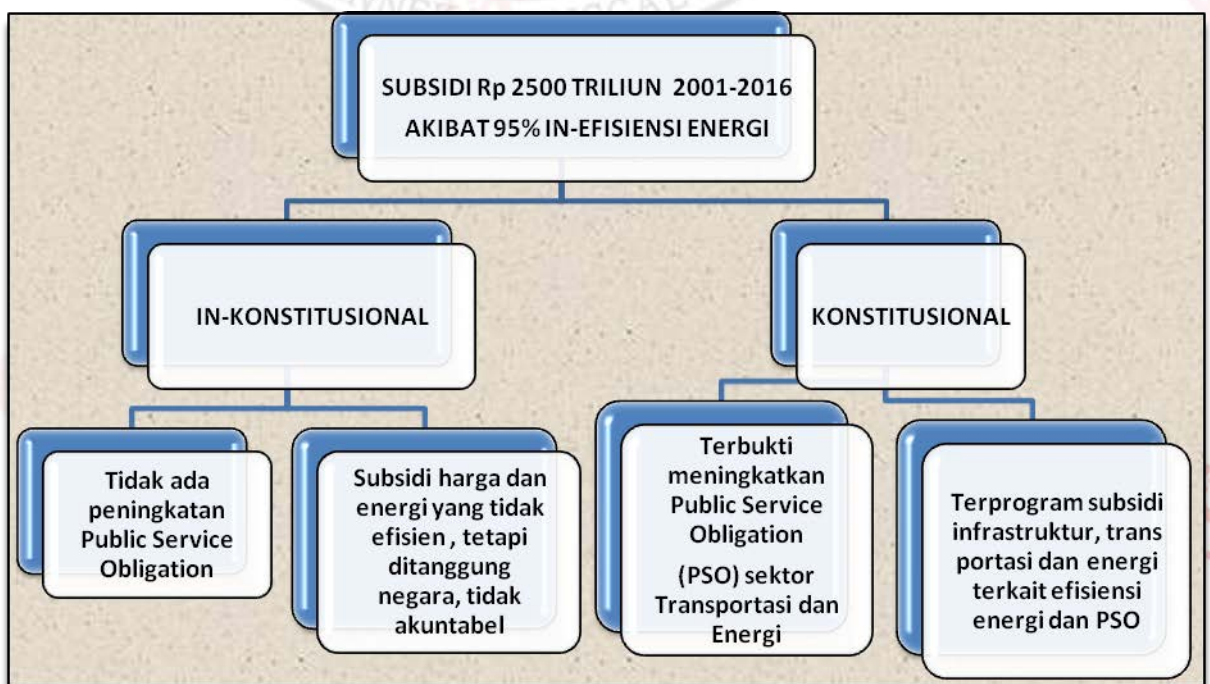 SUBSIDI Rp 2500 TRILIUN 2001-2016
AKIBAT 95% IN-EFISIENSI ENERGI
IN-KONSTITUSIONAL
KONSTITUSIONAL
Tidak ada
peningkatan
Public Service
Obligation
Subsidi harga dan
energi yang tidak
efisien , tetapi
ditanggung
negara, tidak
akuntabel
Terbukti
meningkatkan
Public Service
Obligation
(PSO) sektor
Transportasi dan
Energi
Terprogram subsidi
infrastruktur, trans
portasi dan energi
terkait efisiensi
energi dan PSO